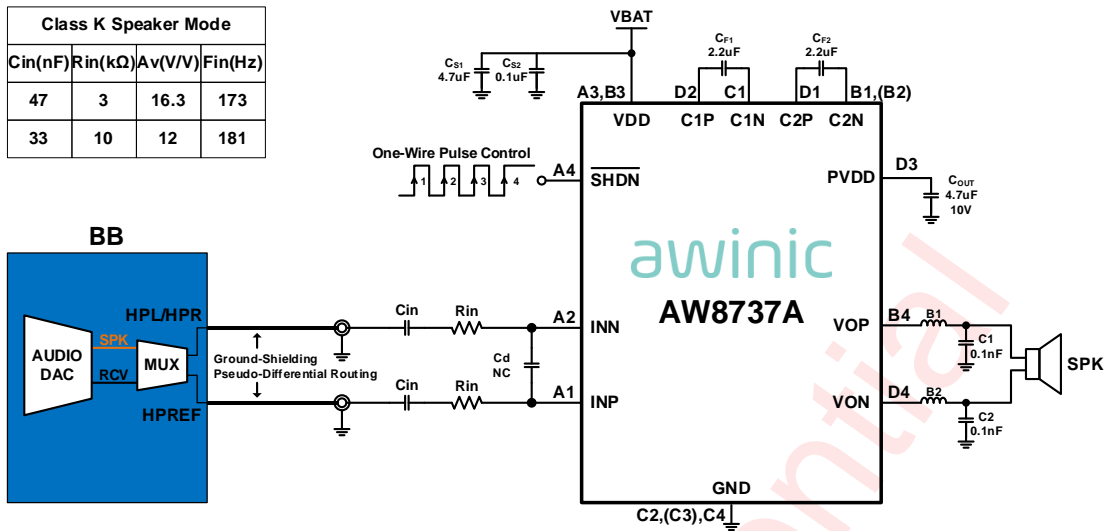 Class K Speaker Mode
Cin(nF) Rin(kΩ) Av(V/V) Fin(Hz)
47 3 16.3 173
33 10 12 181
VBAT
CS1
4.7uF
CS2
0.1uF
CF1
2.2uF
CF2
2.2uF
A3,B3
D2
C1
D1
B1,(B2)
VDD
C1P
C1N
C2P
C2N
One-Wire Pulse Control
1 2 3 4
A4
SHDN
D3
PVDD
COUT
4.7uF
10V
awinic
AW8737A
BB
AUDIO
DAC
SPK
RCV
MUX
HPL/HPR
HPREF
Ground-Shielding
Pseudo-Differential Routing
Cin
Rin
A2
INN
Cd
NC
Cin
Rin
A1
INP
VOP
B4
B1
C1
0.1nF
VON
D4
B2
C2
0.1nF
SPK
GND
C2,(C3),C4